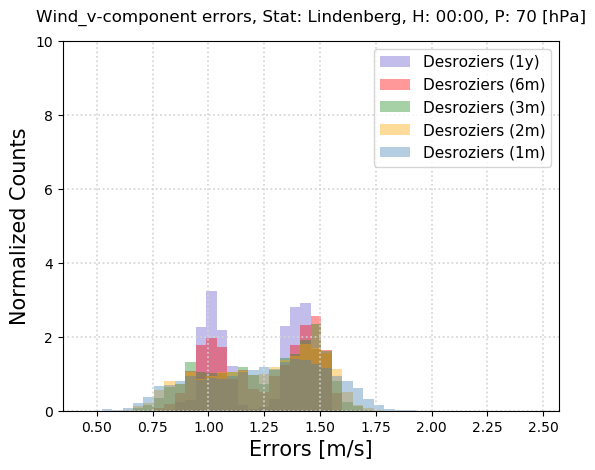 Wind_v-component errors, Stat: Lindenberg, H: 00:00, P: 70 [hPa]
10
8
6
4
2
0
Normalized Counts
Desroziers (1y)
Desroziers (6m)
Desroziers (3m)
Desroziers (2m)
Desroziers (1m)
0.50 0.75 1.00 1.25 1.50 1.75 2.00 2.25 2.50
Errors [m/s]